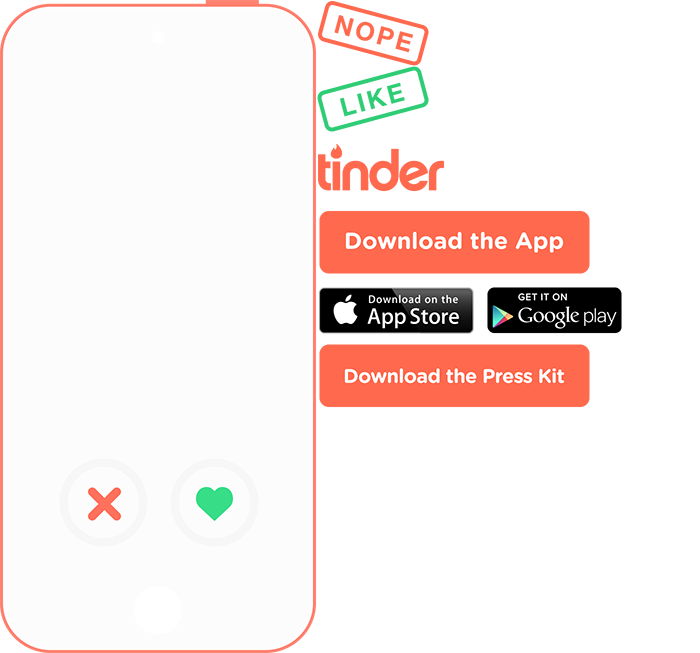 NOPE
LIKE
tinder
Download the App
Download on the
App Store
GET IT ON
Google play
Download the Press Kit